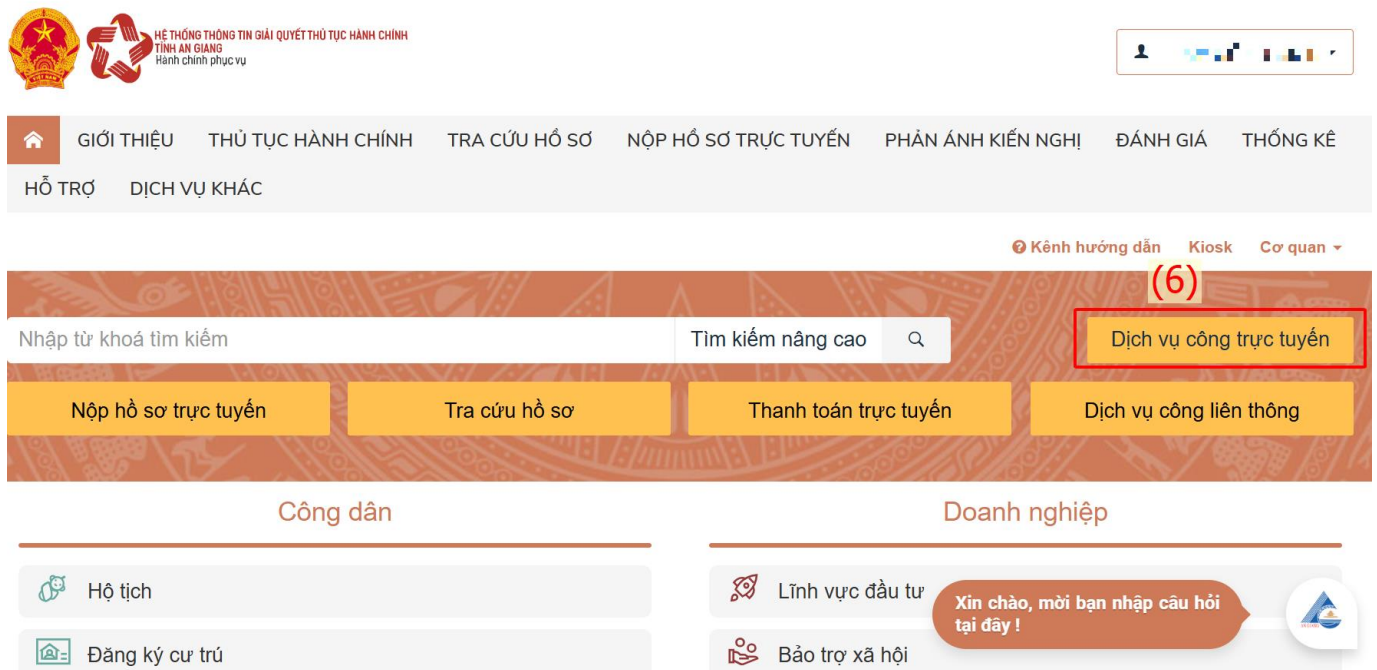 HỆ THỐNG THÔNG TIN GIẢI QUYẾT THỦ TỤC HÀNH CHÍNH
TỈNH AN GIANG
Hành chính phục vụ
GIỚI THIỆU THỦ TỤC HÀNH CHÍNH TRA CỨU HỒ SƠ NỘP HỒ SƠ TRỰC TUYẾN PHẢN ÁNH KIẾN NGHỊ ĐÁNH GIÁ THỐNG KÊ
HỖ TRỢ DỊCH VỤ KHÁC
Kênh hướng dẫn Kiosk Cơ quan
(6)
Nhập từ khoá tìm kiếm Tìm kiếm nâng cao Dịch vụ công trực tuyến
Nộp hồ sơ trực tuyến Tra cứu hồ sơ Thanh toán trực tuyến Dịch vụ công liên thông
Công dân Doanh nghiệp
Hộ tịch Lĩnh vực đầu tư
Xin chào, mời bạn nhập câu hỏi
tại đây !
Đăng ký cư trú Bảo trợ xã hội